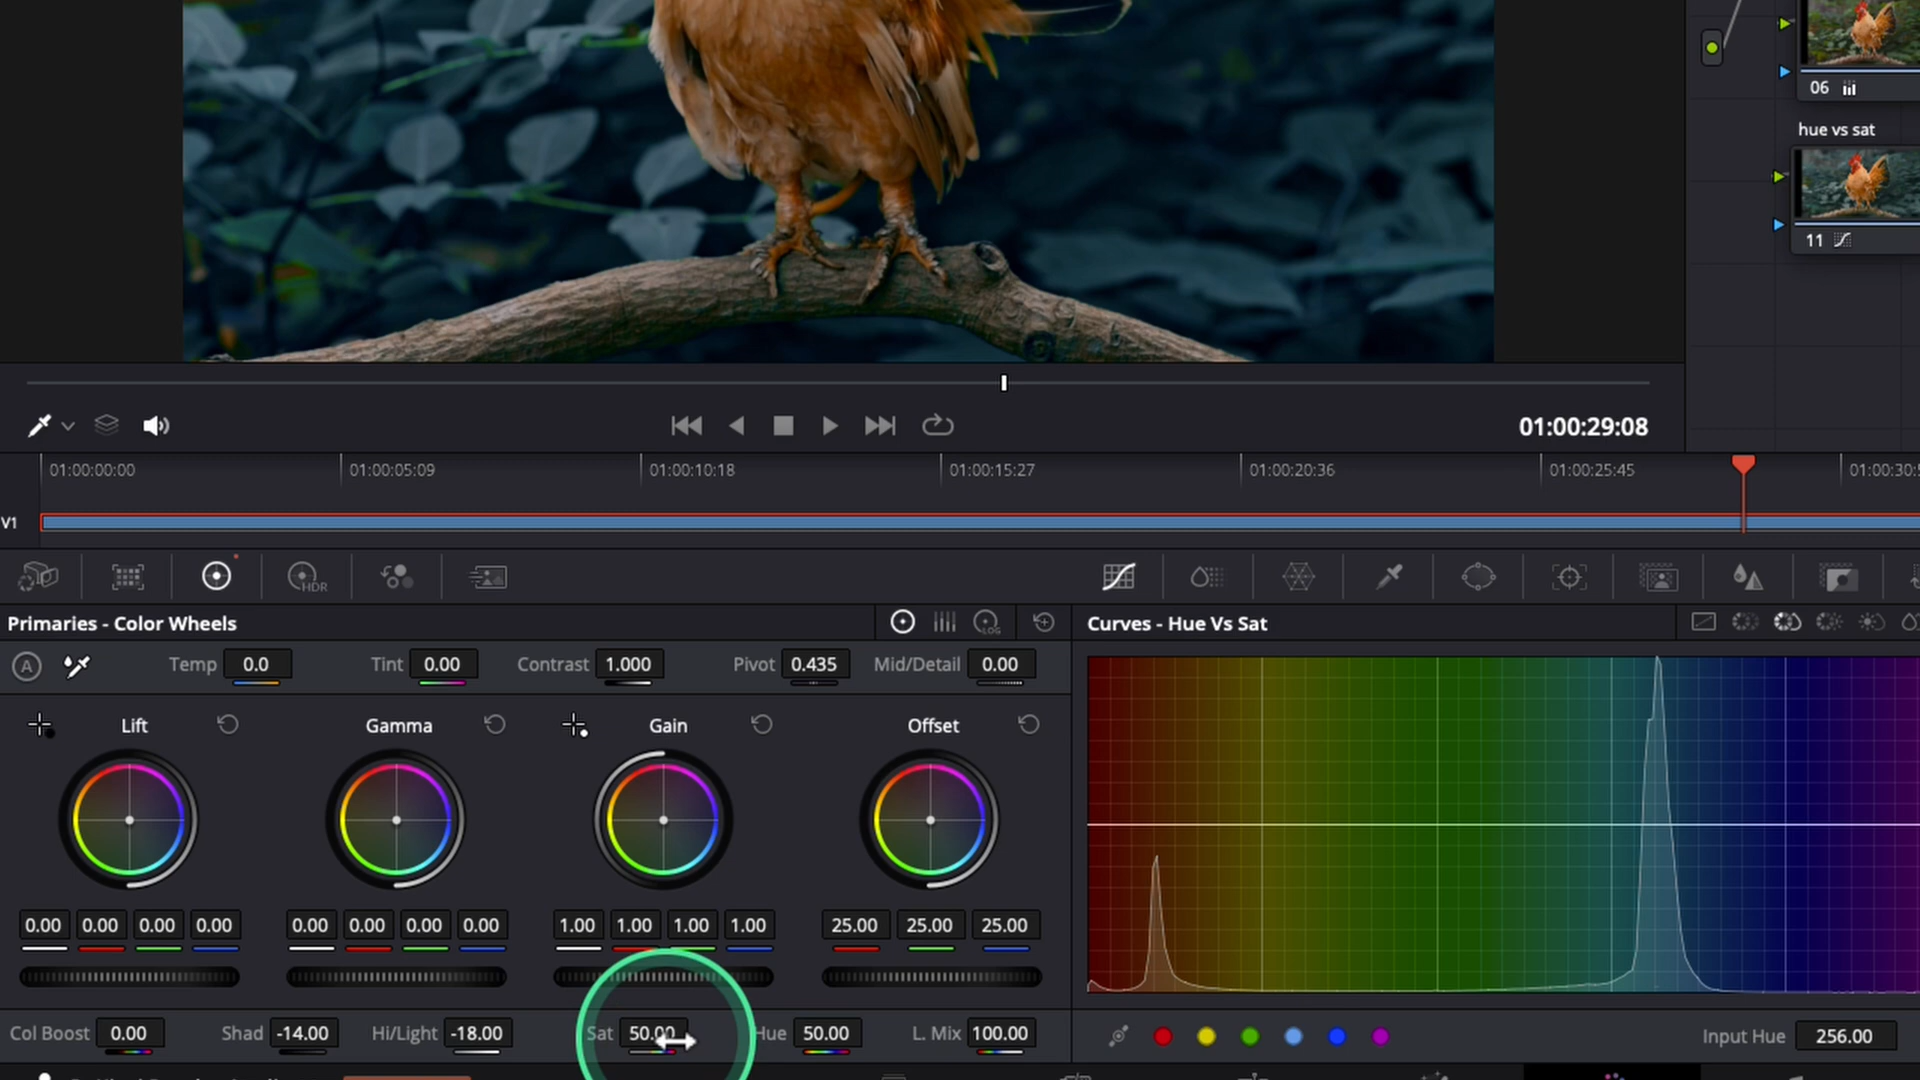 06
hue vs sat
11
01:00:29:08
01:00:00:00 01:00:05:09 01:00:10:18 01:00:15:27 01:00:20:36 01:00:25:45 01:00:30:
V1
HDR
Primaries - Color Wheels
LOG
Curves - Hue Vs Sat
A Temp 0.0 Tint 0.00 Contrast 1.000 Pivot 0.435 Mid/Detail 0.00
Lift Gamma Gain Offset
0.00 0.00 0.00 0.00 0.00 0.00 0.00 0.00 1.00 1.00 1.00 1.00 25.00 25.00 25.00
Col Boost 0.00 Shad -14.00 Hi/Light -18.00 Sat 50.00 Hue 50.00 L. Mix 100.00
Input Hue 256.00